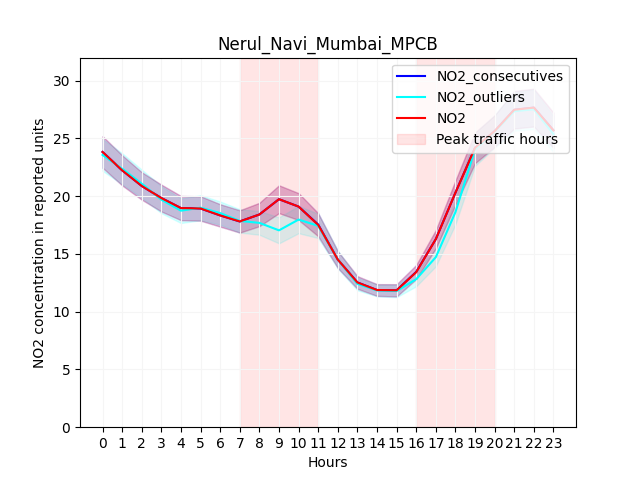 Nerul_Navi_Mumbai_MPCB
NO2_consecutives
NO2_outliers
NO2
Peak traffic hours
NO2 concentration in reported units
30
25
20
15
10
5
0
0 1 2 3 4 5 6 7 8 9 10 11 12 13 14 15 16 17 18 19 20 21 22 23
Hours